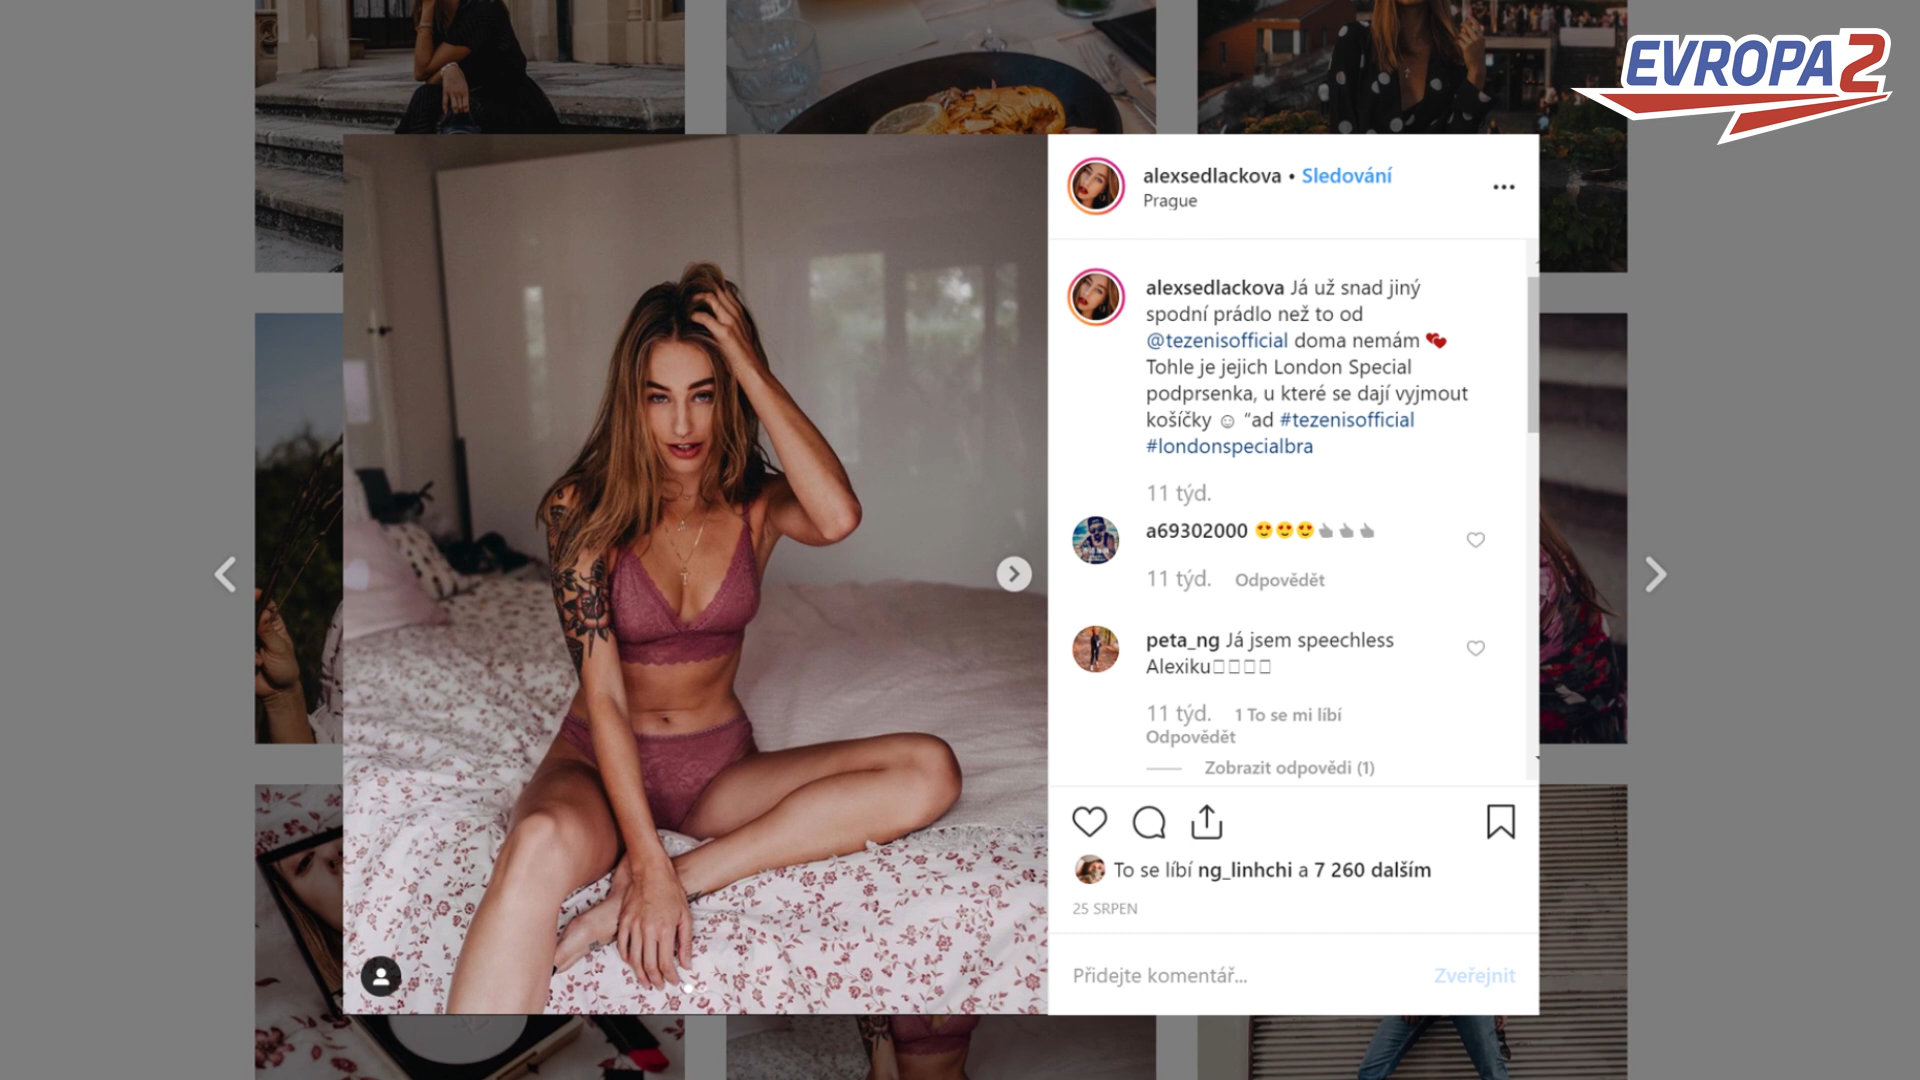 EVROPA 2
alexsedlackova • Sledování
Prague
alexsedlackova Já už snad jiný
spodní prádlo než to od
@tezenisofficial doma nemám 💕
Tohle je jejich London Special
podprsenka, u které se dají vyjmout
košíčky ☺ “ad #tezenisofficial
#londonspecialbra
11 týd.
a69302000 😍😍😍👍👍👍
11 týd. Odpovědět
peta_ng Já jsem speechless
Alexiku□□□□
11 týd. 1 To se mi líbí
Odpovědět
Zobrazit odpovědi (1)
To se líbí ng_linhchi a 7 260 dalším
25 SRPEN
Přidejte komentář... Zveřejnit